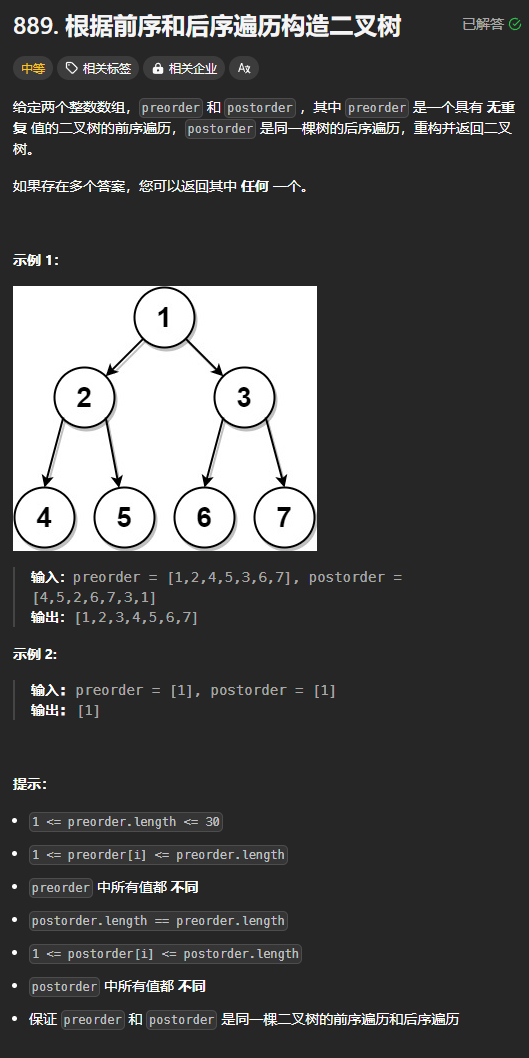 889. 根据前序和后序遍历构造二叉树
已解答
中等 相关标签 相关企业
给定两个整数数组，preorder 和 postorder ，其中 preorder 是一个具有 无重
复 值的二叉树的前序遍历，postorder 是同一棵树的后序遍历，重构并返回二叉
树。
如果存在多个答案，您可以返回其中 任何 一个。
示例 1：
1
2 3
4 5 6 7
输入：preorder = [1,2,4,5,3,6,7], postorder =
[4,5,2,6,7,3,1]
输出：[1,2,3,4,5,6,7]
示例 2:
输入: preorder = [1], postorder = [1]
输出: [1]
提示：
1 <= preorder.length <= 30
1 <= preorder[i] <= preorder.length
preorder 中所有值都 不同
postorder.length == preorder.length
1 <= postorder[i] <= postorder.length
postorder 中所有值都 不同
保证 preorder 和 postorder 是同一棵二叉树的前序遍历和后序遍历